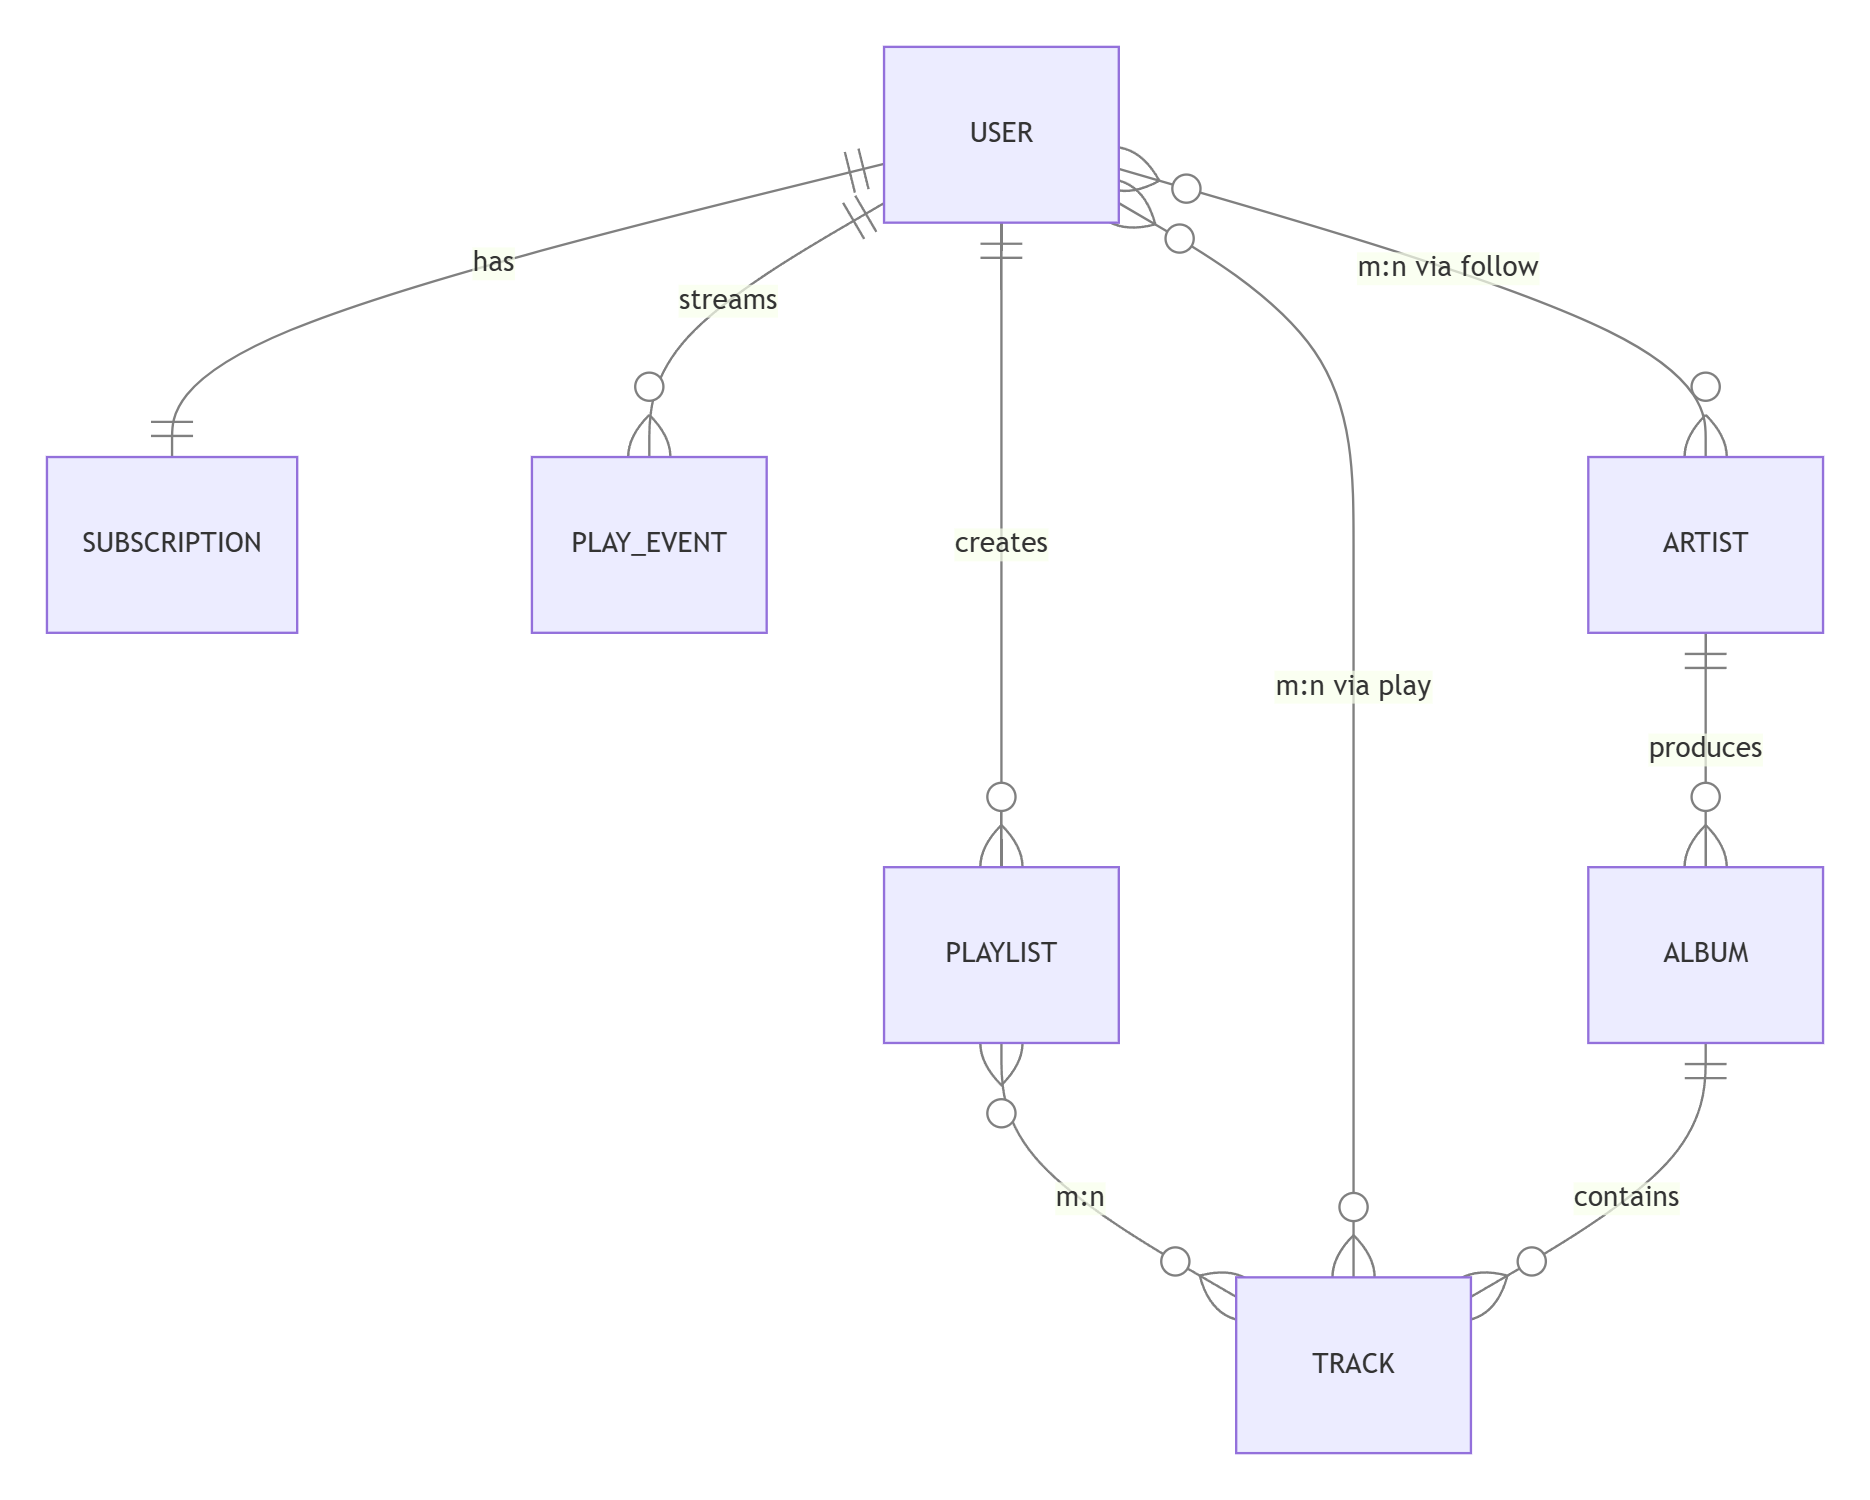 USER
has
m:n via follow
streams
SUBSCRIPTION
PLAY_EVENT
creates
ARTIST
m:n via play
produces
PLAYLIST
ALBUM
m:n
contains
TRACK